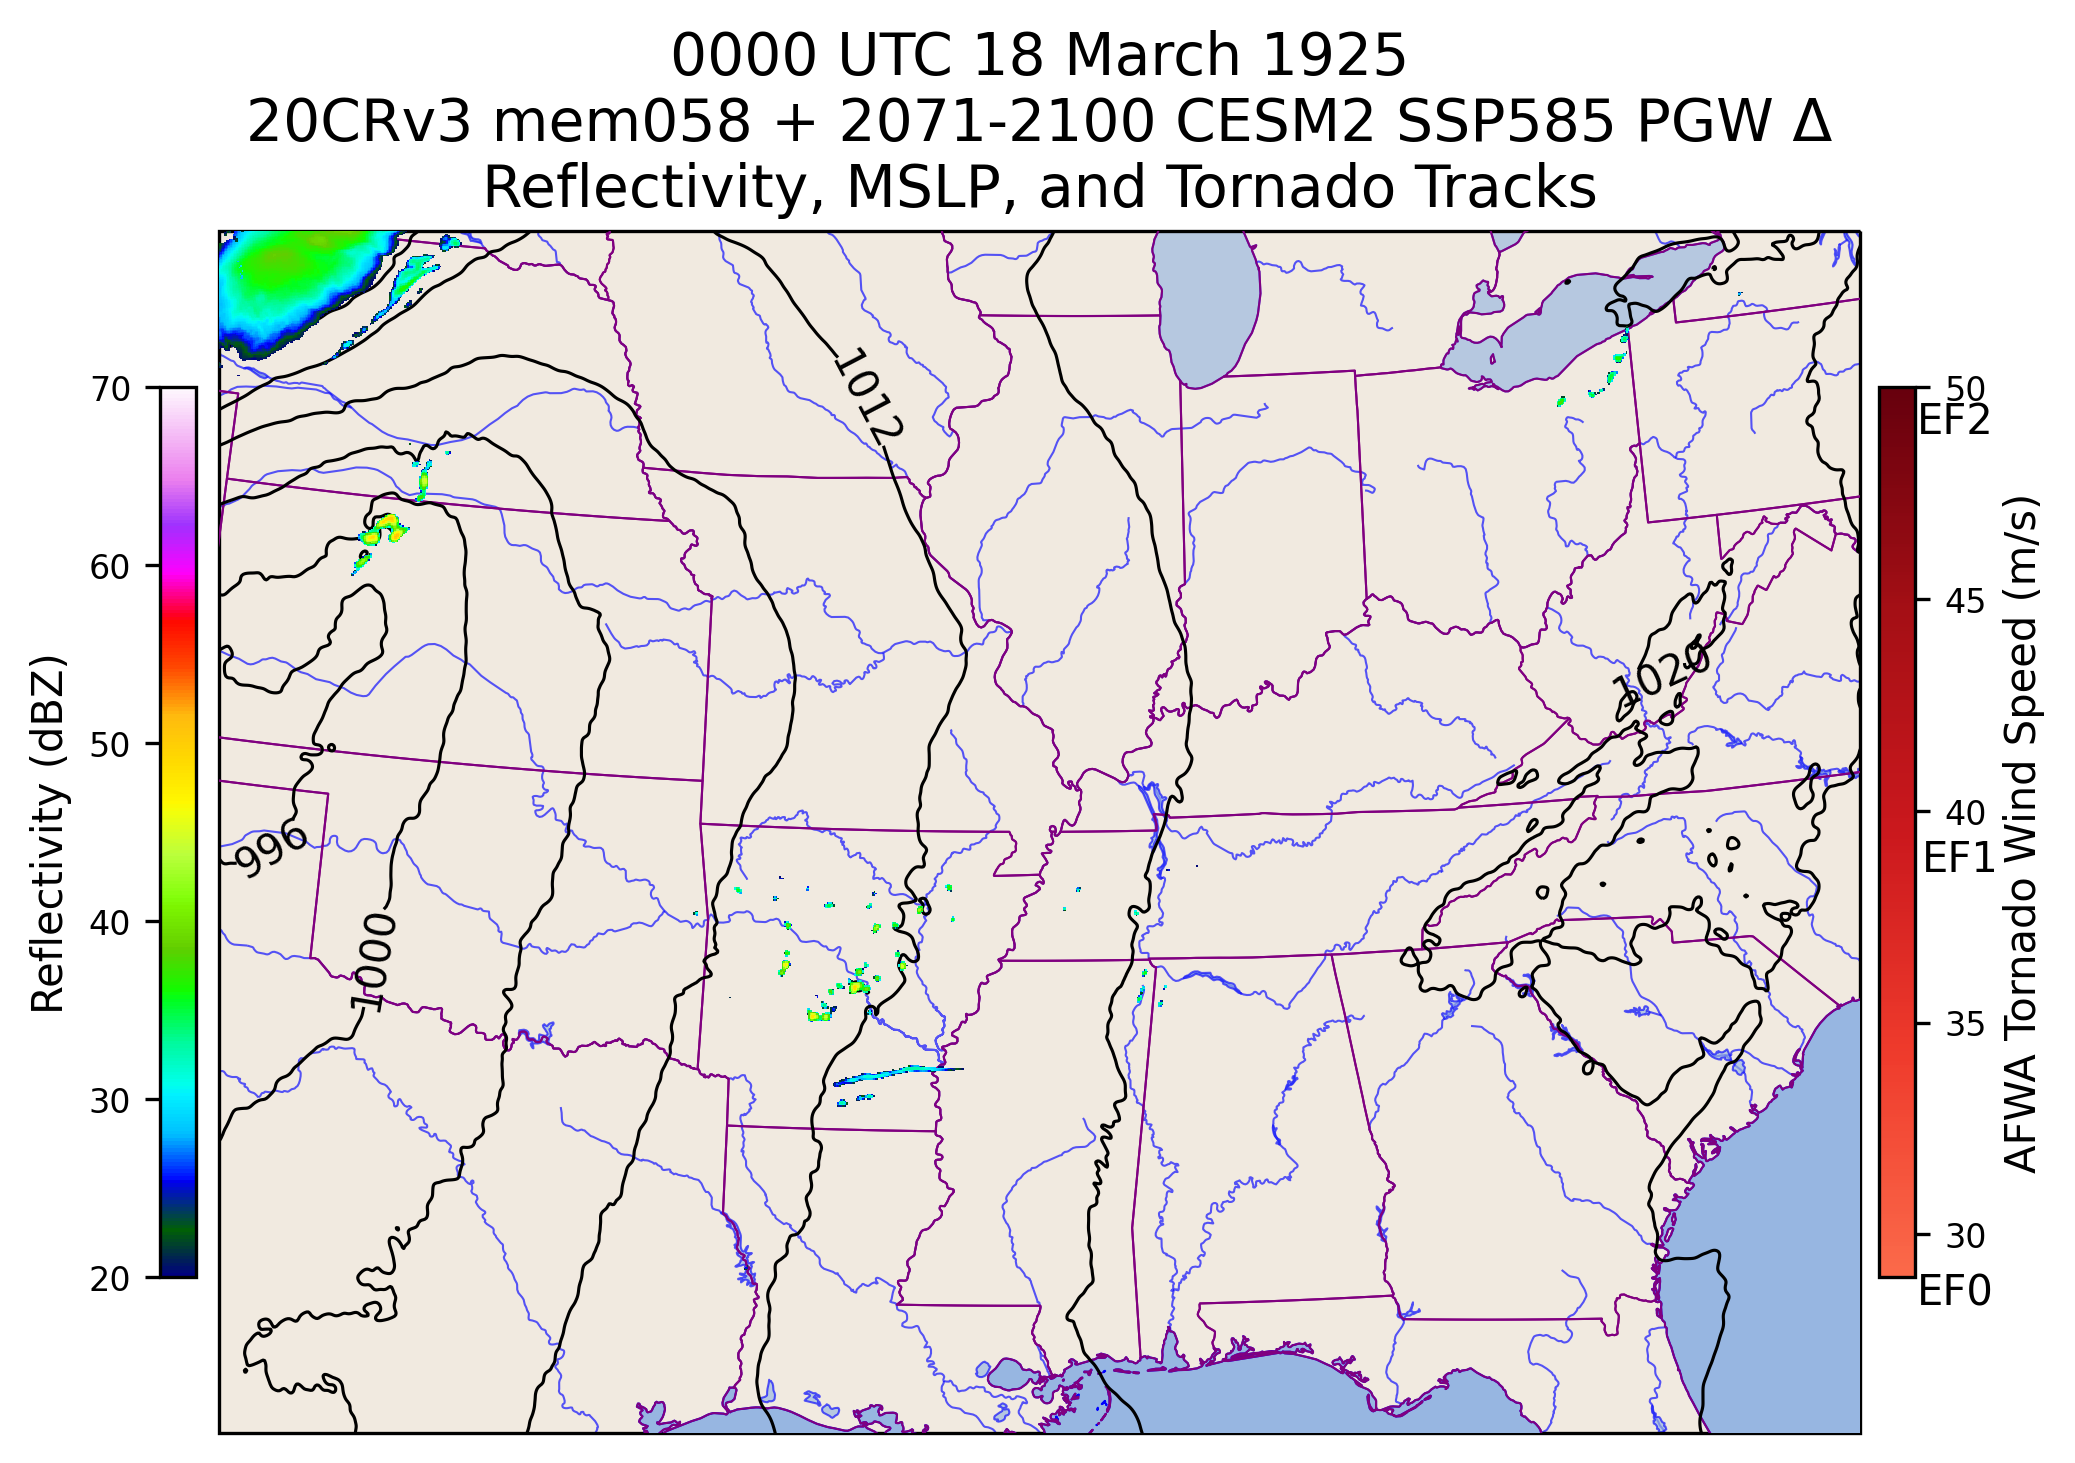 0000 UTC 18 March 1925
20CRv3 mem058 + 2071-2100 CESM2 SSP585 PGW Δ
Reflectivity, MSLP, and Tornado Tracks
70
60
50
40
30
20
Reflectivity (dBZ)
1012
1020
996
1000
50
EF2
45
40
EF1
35
30
EF0
AFWA Tornado Wind Speed (m/s)